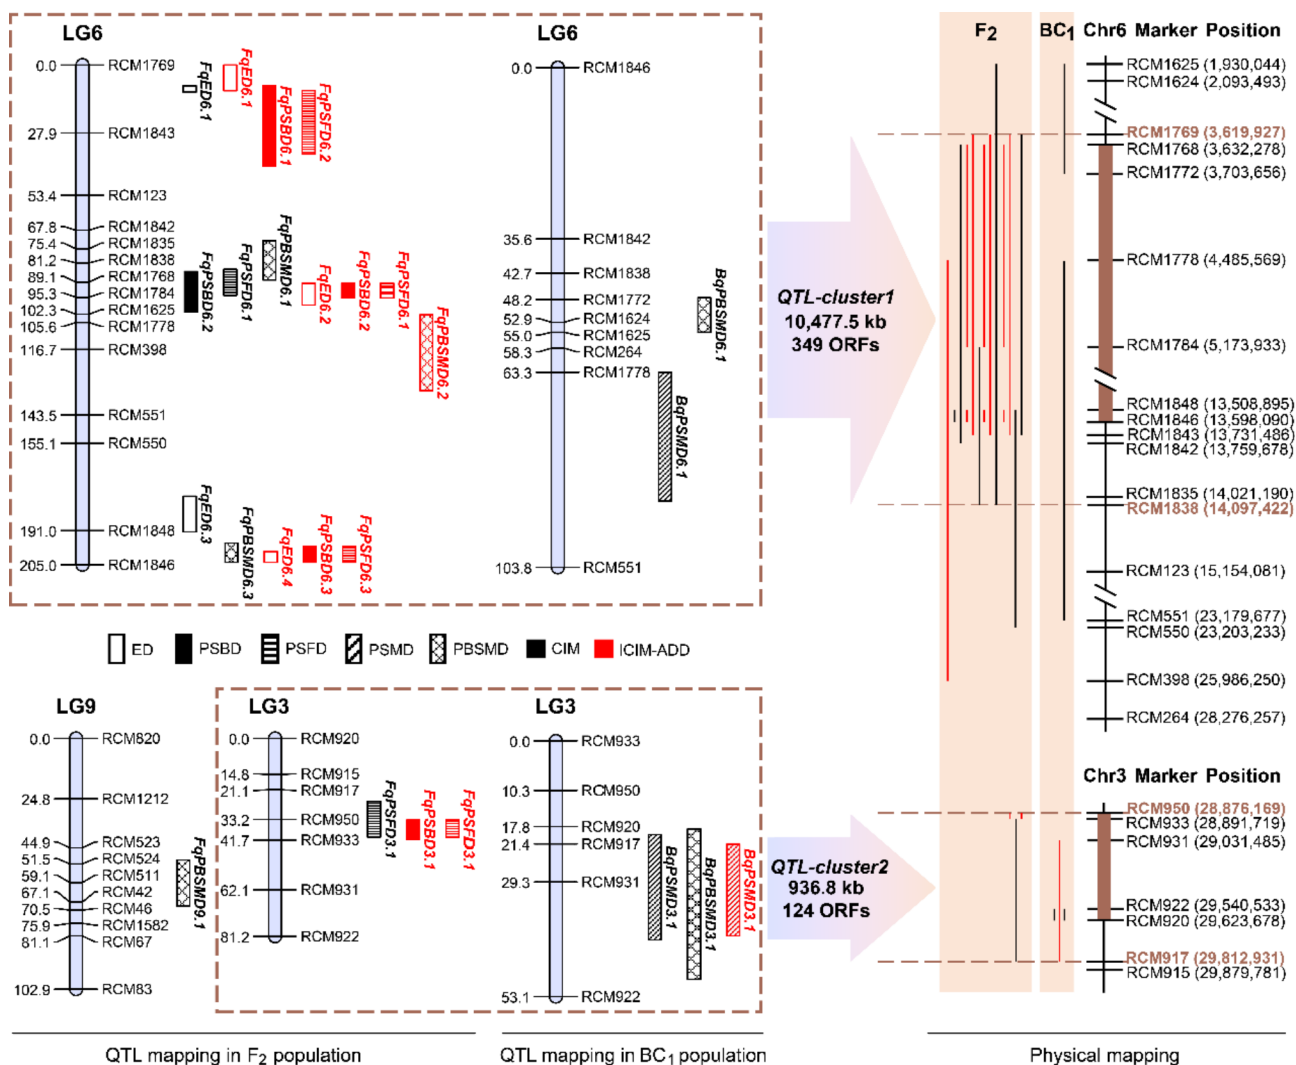 LG6
0.0 RCM1769
27.9 RCM1843
53.4 RCM123
67.8 RCM1842
75.4 RCM1835
81.2 RCM1838
89.1 RCM1768
95.3 RCM1784
102.3 RCM1625
105.6 RCM1778
116.7 RCM398
143.5 RCM551
155.1 RCM550
191.0 RCM1848
205.0 RCM1846
FqED6.1
FqED6.1
FqPSBD6.1
FqPSFD6.2
FqPSBD6.2
FqPSFD6.1
FqPBSMD6.1
FqED6.2
FqPSBD6.2
FqPSFD6.1
FqPBSMD6.2
FqED6.3
FqPBSMD6.3
FqED6.4
FqPSBD6.3
FqPSFD6.3
LG6
0.0 RCM1846
35.6 RCM1842
42.7 RCM1838
48.2 RCM1772
52.9 RCM1624
55.0 RCM1625
58.3 RCM264
63.3 RCM1778
103.8 RCM551
BqPBSMD6.1
BqPSMD6.1
QTL-cluster1
10,477.5 kb
349 ORFs
F2 BC1 Chr6 Marker Position
RCM1625 (1,930,044)
RCM1624 (2,093,493)
RCM1769 (3,619,927)
RCM1768 (3,632,278)
RCM1772 (3,703,656)
RCM1778 (4,485,569)
RCM1784 (5,173,933)
RCM1848 (13,508,895)
RCM1846 (13,598,090)
RCM1843 (13,731,486)
RCM1842 (13,759,678)
RCM1835 (14,021,190)
RCM1838 (14,097,422)
RCM123 (15,154,081)
RCM551 (23,179,677)
RCM550 (23,203,233)
RCM398 (25,986,250)
RCM264 (28,276,257)
ED PSBD PSFD PSMD PBSMD CIM ICIM-ADD
LG9
0.0 RCM820
24.8 RCM1212
44.9 RCM523
51.5 RCM524
59.1 RCM511
67.1 RCM42
70.5 RCM46
75.9 RCM1582
81.1 RCM67
102.9 RCM83
FqPBSMD9.1
LG3
0.0 RCM920
14.8 RCM915
21.1 RCM917
33.2 RCM950
41.7 RCM933
62.1 RCM931
81.2 RCM922
FqPSFD3.1
FqPSBD3.1
FqPSFD3.1
LG3
0.0 RCM933
10.3 RCM950
17.8 RCM920
21.4 RCM917
29.3 RCM931
53.1 RCM922
BqPSMD3.1
BqPBSMD3.1
BqPSMD3.1
QTL-cluster2
936.8 kb
124 ORFs
Chr3 Marker Position
RCM950 (28,876,169)
RCM933 (28,891,719)
RCM931 (29,031,485)
RCM922 (29,540,533)
RCM920 (29,623,678)
RCM917 (29,812,931)
RCM915 (29,879,781)
QTL mapping in F2 population
QTL mapping in BC1 population
Physical mapping